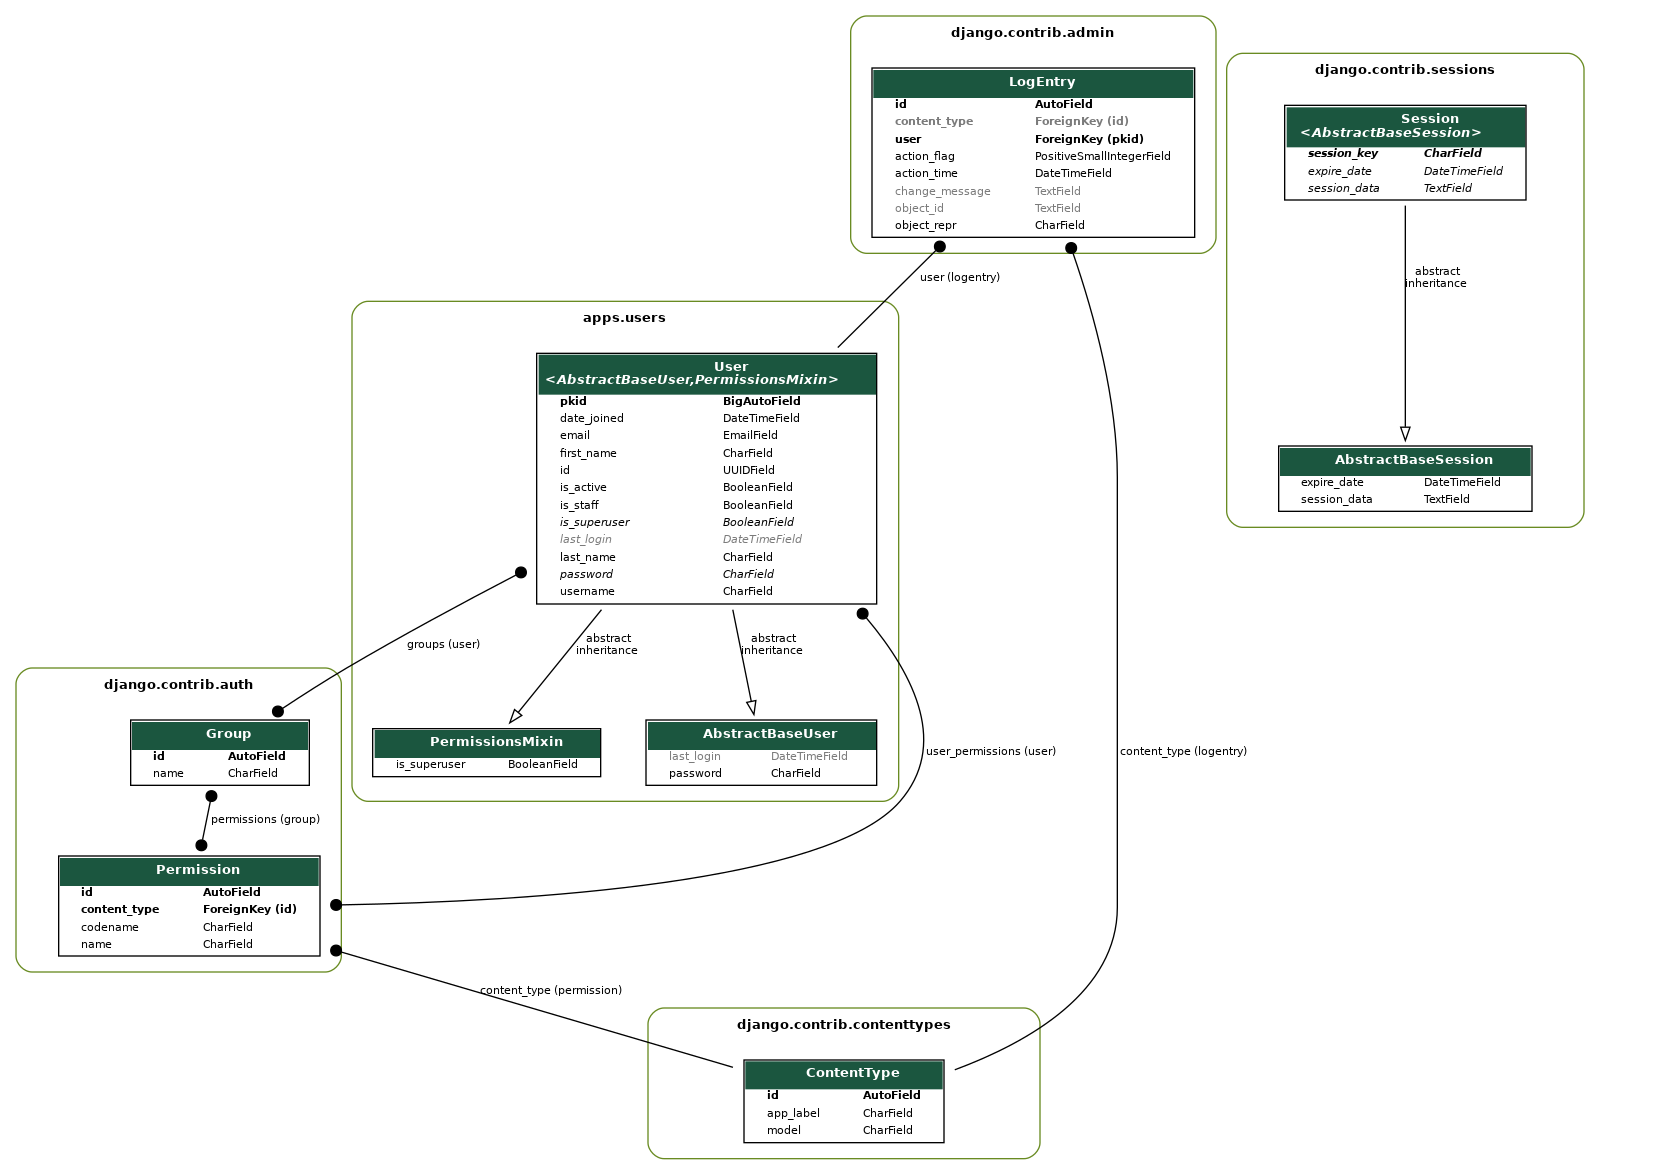 django.contrib.admin
LogEntry
id AutoField
content_type ForeignKey (id)
user ForeignKey (pkid)
action_flag PositiveSmallIntegerField
action_time DateTimeField
change_message TextField
object_id TextField
object_repr CharField
django.contrib.sessions
Session
<AbstractBaseSession>
session_key CharField
expire_date DateTimeField
session_data TextField
abstract
inheritance
AbstractBaseSession
expire_date DateTimeField
session_data TextField
user (logentry)
apps.users
User
<AbstractBaseUser,PermissionsMixin>
pkid BigAutoField
date_joined DateTimeField
email EmailField
first_name CharField
id UUIDField
is_active BooleanField
is_staff BooleanField
is_superuser BooleanField
last_login DateTimeField
last_name CharField
password CharField
username CharField
groups (user)
abstract
inheritance
abstract
inheritance
PermissionsMixin
is_superuser BooleanField
AbstractBaseUser
last_login DateTimeField
password CharField
user_permissions (user)
content_type (logentry)
django.contrib.auth
Group
id AutoField
name CharField
permissions (group)
Permission
id AutoField
content_type ForeignKey (id)
codename CharField
name CharField
content_type (permission)
django.contrib.contenttypes
ContentType
id AutoField
app_label CharField
model CharField